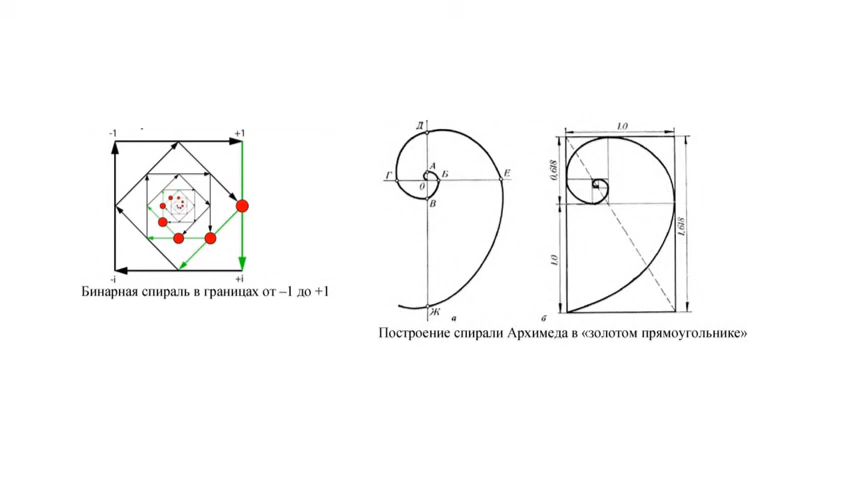 -1 +1
-i +i
Бинарная спираль в границах от –1 до +1
Д
А
Г Б Е
0
В
Ж
а
1.0
0,618
1,618
1.0
б
Построение спирали Архимеда в «золотом прямоугольнике»